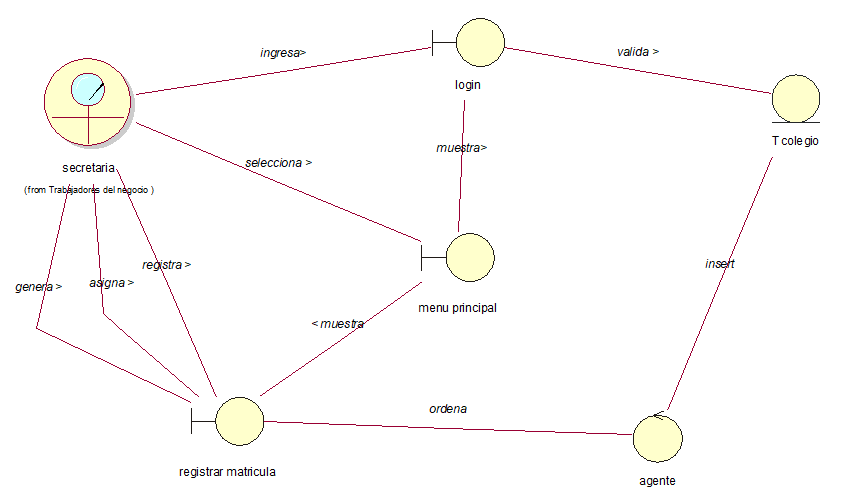 ingresa>
valida >
login
T colegio
muestra>
selecciona >
secretaria
(from Trabajadores del negocio )
registra >
insert
asigna >
genera >
menu principal
< muestra
ordena
registrar matricula
agente